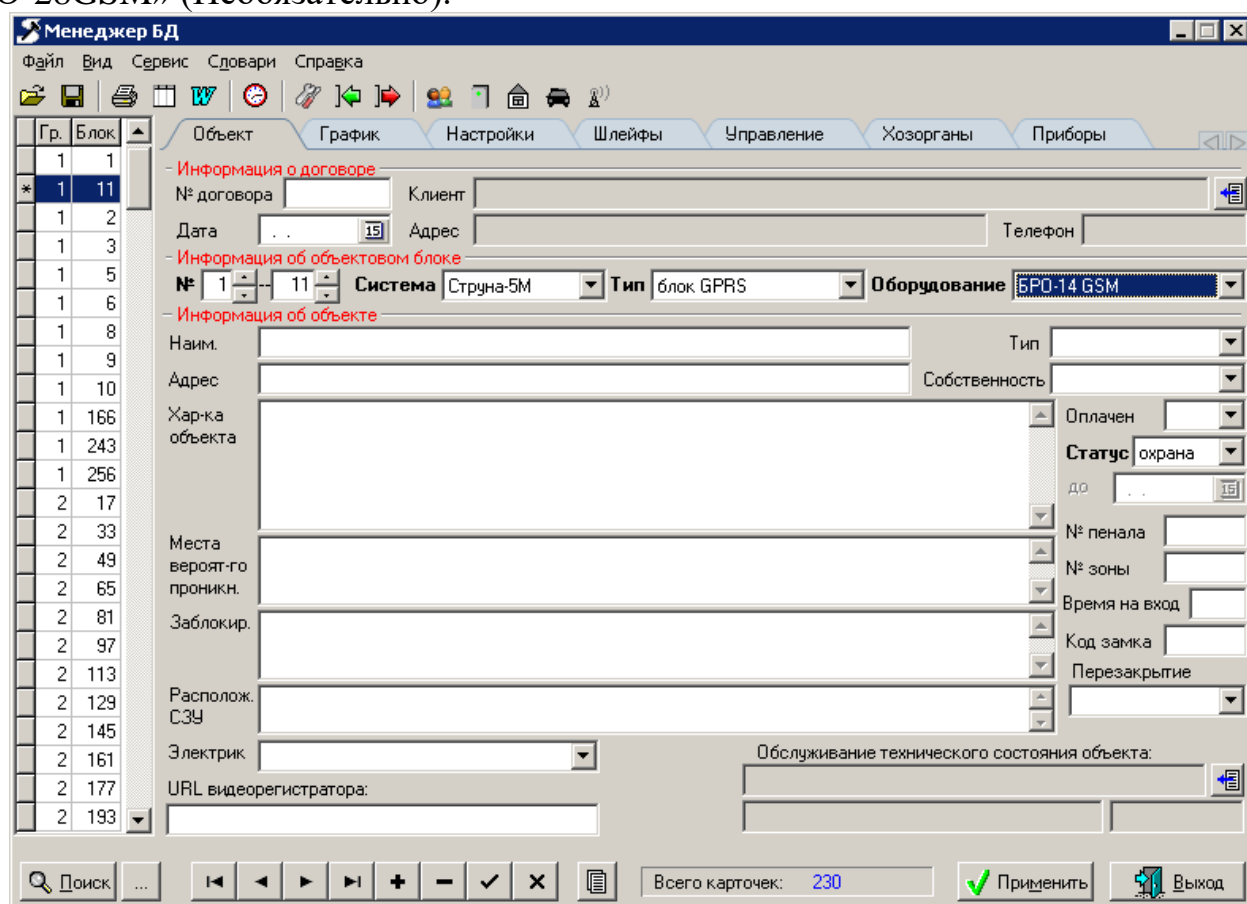 О-28GSM» (Необязательно).
Менеджер БД
Файл Вид Сервис Словари Справка
Гр. Блок
Объект График Настройки Шлейфы Управление Хозорганы Приборы
1 1
* 1 11
1 2
1 3
1 5
1 6
1 8
1 9
1 10
1 166
1 243
1 256
2 17
2 33
2 49
2 65
2 81
2 97
2 113
2 129
2 145
2 161
2 177
2 193
Информация о договоре
№ договора Клиент
Дата . . 15 Адрес Телефон
Информация об объектовом блоке
№ 1 -- 11 Система Струна-5М Тип блок GPRS Оборудование БРО-14 GSM
Информация об объекте
Наим. Тип
Адрес Собственность
Хар-ка
объекта
Оплачен
Статус охрана
до . . 15
№ пенала
Места
вероят-го
проникн.
№ зоны
Время на вход
Заблокир.
Код замка
Перезакрытие
Располож.
СЗУ
Электрик
Обслуживание технического состояния объекта:
URL видеорегистратора:
Поиск ... Всего карточек: 230 Применить Выход